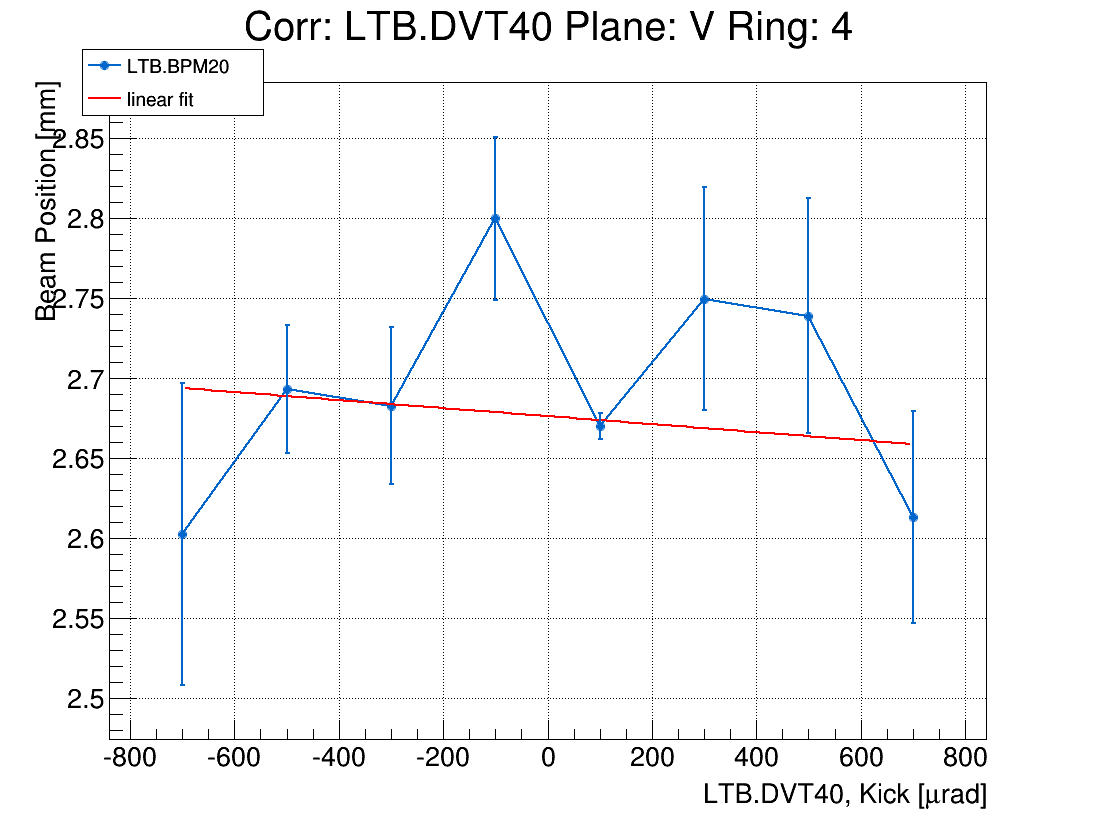 Corr: LTB.DVT40 Plane: V Ring: 4
LTB.BPM20
linear fit
Beam Position [mm]
2.85
2.8
2.75
2.7
2.65
2.6
2.55
2.5
-800 -600 -400 -200 0 200 400 600 800
LTB.DVT40, Kick [μrad]